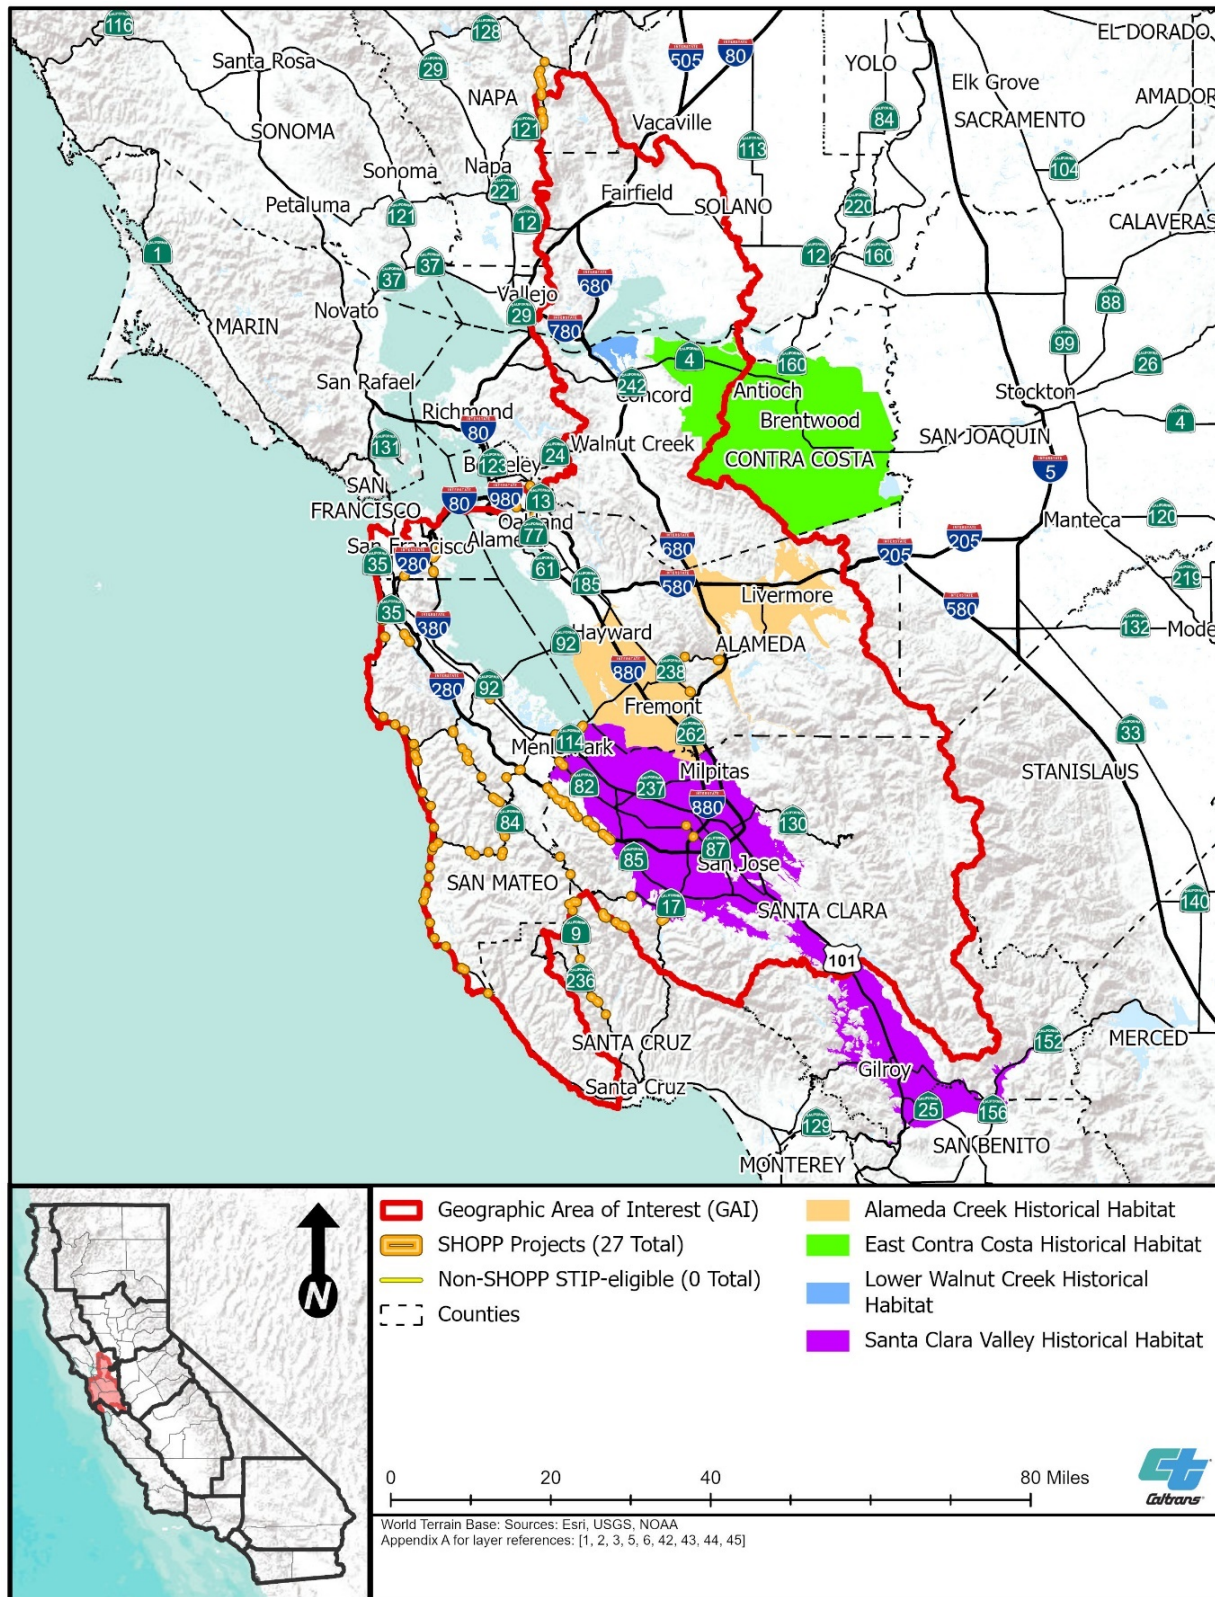 116
128
505
80
EL DORADO
Santa Rosa
29
YOLO
Elk Grove
NAPA
AMADOR
121
Vacaville
84
SACRAMENTO
SONOMA
113
104
Sonoma
Napa
221
Fairfield
Petaluma
121
12
SOLANO
220
CALAVERAS
1
37
37
12
160
680
Vallejo
88
Novato
29
780
MARIN
99
4
160
26
San Rafael
242
Concord
Antioch
Stockton
Richmond
80
Brentwood
4
131
Walnut Creek
SAN JOAQUIN
24
123
Berkeley
CONTRA COSTA
5
SAN
FRANCISCO
80
980
13
Oakland
Manteca
120
Alameda
77
San Francisco
680
205
205
35
280
61
185
580
219
Livermore
580
35
380
Hayward
132
Mode
92
ALAMEDA
880
238
280
92
Fremont
262
33
114
Menlo Park
Milpitas
STANISLAUS
82
237
880
84
130
87
85
San Jose
SAN MATEO
140
17
SANTA CLARA
9
101
236
152
MERCED
SANTA CRUZ
Gilroy
Santa Cruz
25
156
129
SAN BENITO
MONTEREY
N
Geographic Area of Interest (GAI)
SHOPP Projects (27 Total)
Non-SHOPP STIP-eligible (0 Total)
Counties
Alameda Creek Historical Habitat
East Contra Costa Historical Habitat
Lower Walnut Creek Historical
Habitat
Santa Clara Valley Historical Habitat
0 20 40 80 Miles
Caltrans
World Terrain Base: Sources: Esri, USGS, NOAA
Appendix A for layer references: [1, 2, 3, 5, 6, 42, 43, 44, 45]